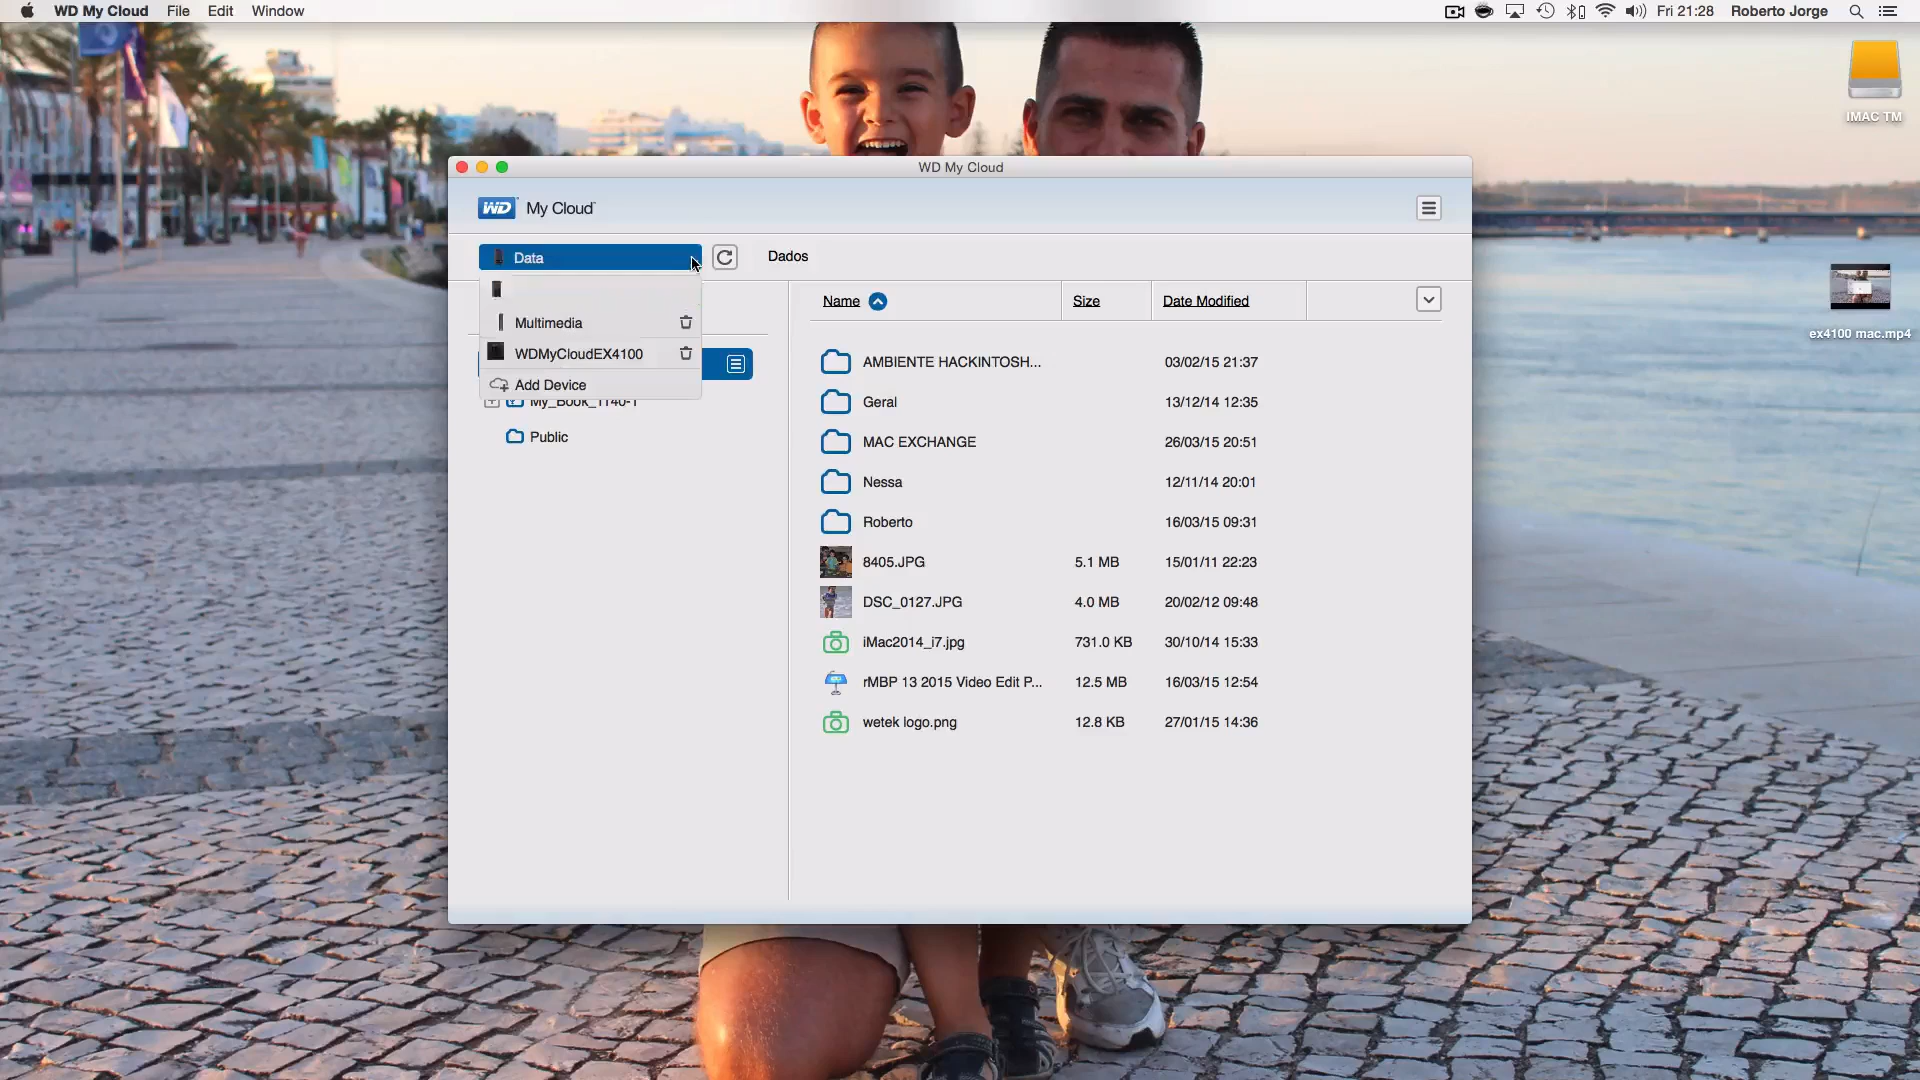 WD My Cloud File Edit Window Fri 21:28 Roberto Jorge
IMAC TM
ex4100 mac.mp4
WD My Cloud
WD My Cloud
Data Dados
Multimedia
WDMyCloudEX4100
Add Device
My_Book_1140-1
Public
Name Size Date Modified
AMBIENTE HACKINTOSH... 03/02/15 21:37
Geral 13/12/14 12:35
MAC EXCHANGE 26/03/15 20:51
Nessa 12/11/14 20:01
Roberto 16/03/15 09:31
8405.JPG 5.1 MB 15/01/11 22:23
DSC_0127.JPG 4.0 MB 20/02/12 09:48
iMac2014_i7.jpg 731.0 KB 30/10/14 15:33
rMBP 13 2015 Video Edit P... 12.5 MB 16/03/15 12:54
wetek logo.png 12.8 KB 27/01/15 14:36